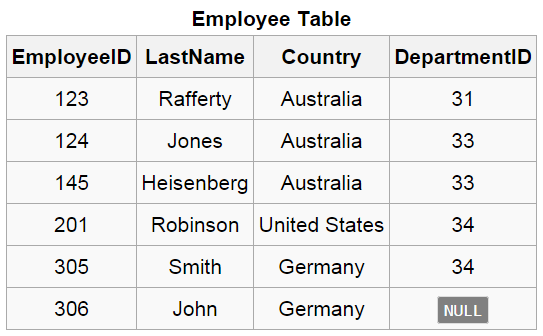 Employee Table
EmployeeID LastName Country DepartmentID
123 Rafferty Australia 31
124 Jones Australia 33
145 Heisenberg Australia 33
201 Robinson United States 34
305 Smith Germany 34
306 John Germany NULL